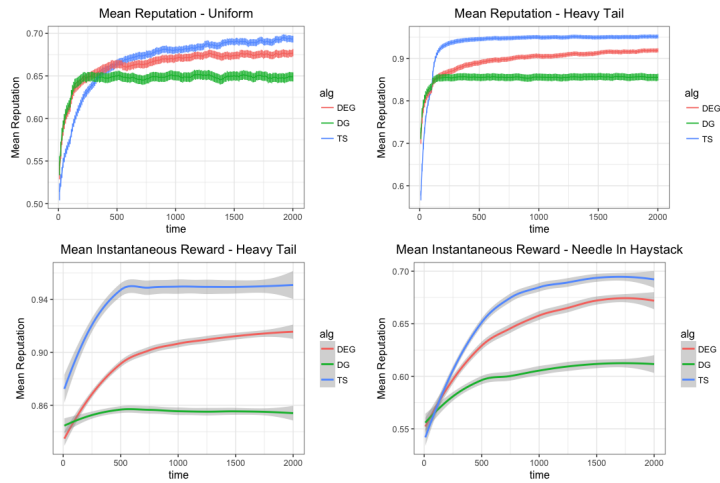 Mean Reputation - Uniform
Mean Reputation
0.70
0.65
0.60
0.55
0.50
0
500
1000
1500
2000
time
alg
DEG
DG
TS
Mean Reputation - Heavy Tail
Mean Reputation
0.9
0.8
0.7
0.6
0
500
1000
1500
2000
time
alg
DEG
DG
TS
Mean Instantaneous Reward - Heavy Tail
Mean Reputation
0.94
0.90
0.86
0
500
1000
1500
2000
time
alg
DEG
DG
TS
Mean Instantaneous Reward - Needle In Haystack
Mean Reputation
0.70
0.65
0.60
0.55
0
500
1000
1500
2000
time
alg
DEG
DG
TS